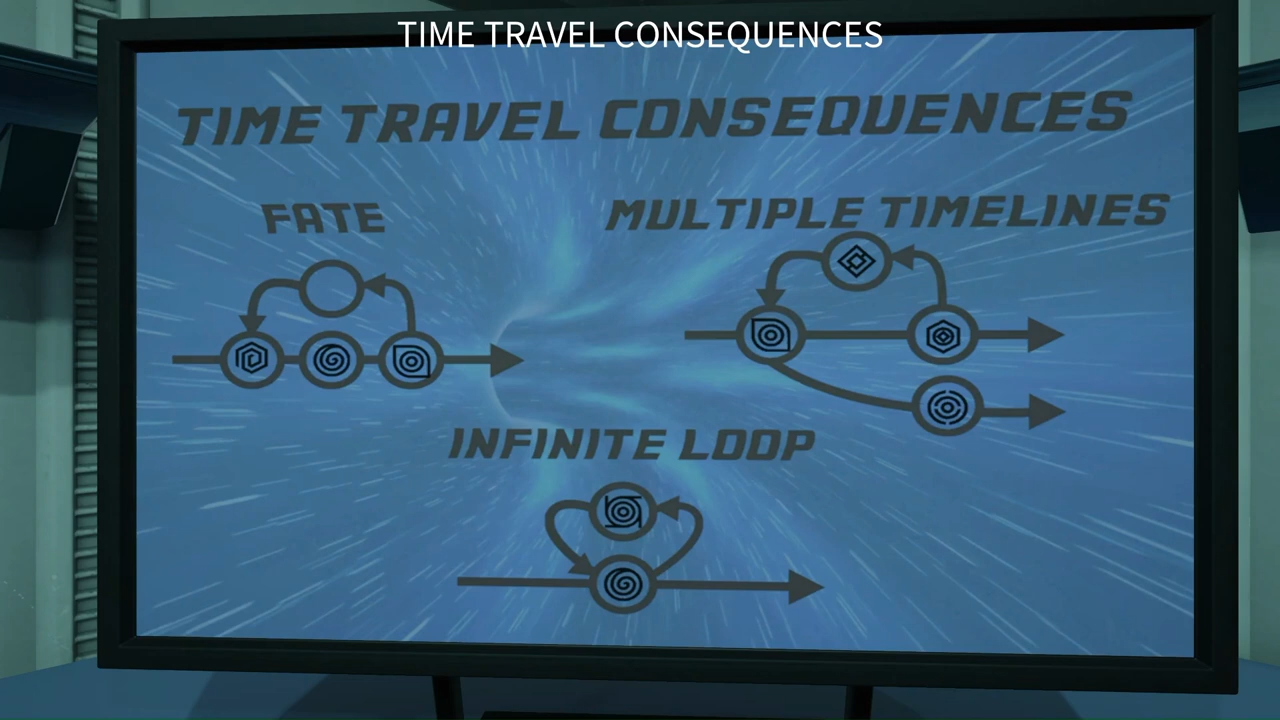 TIME TRAVEL CONSEQUENCES
TIME TRAVEL CONSEQUENCES
FATE
MULTIPLE TIMELINES
INFINITE LOOP